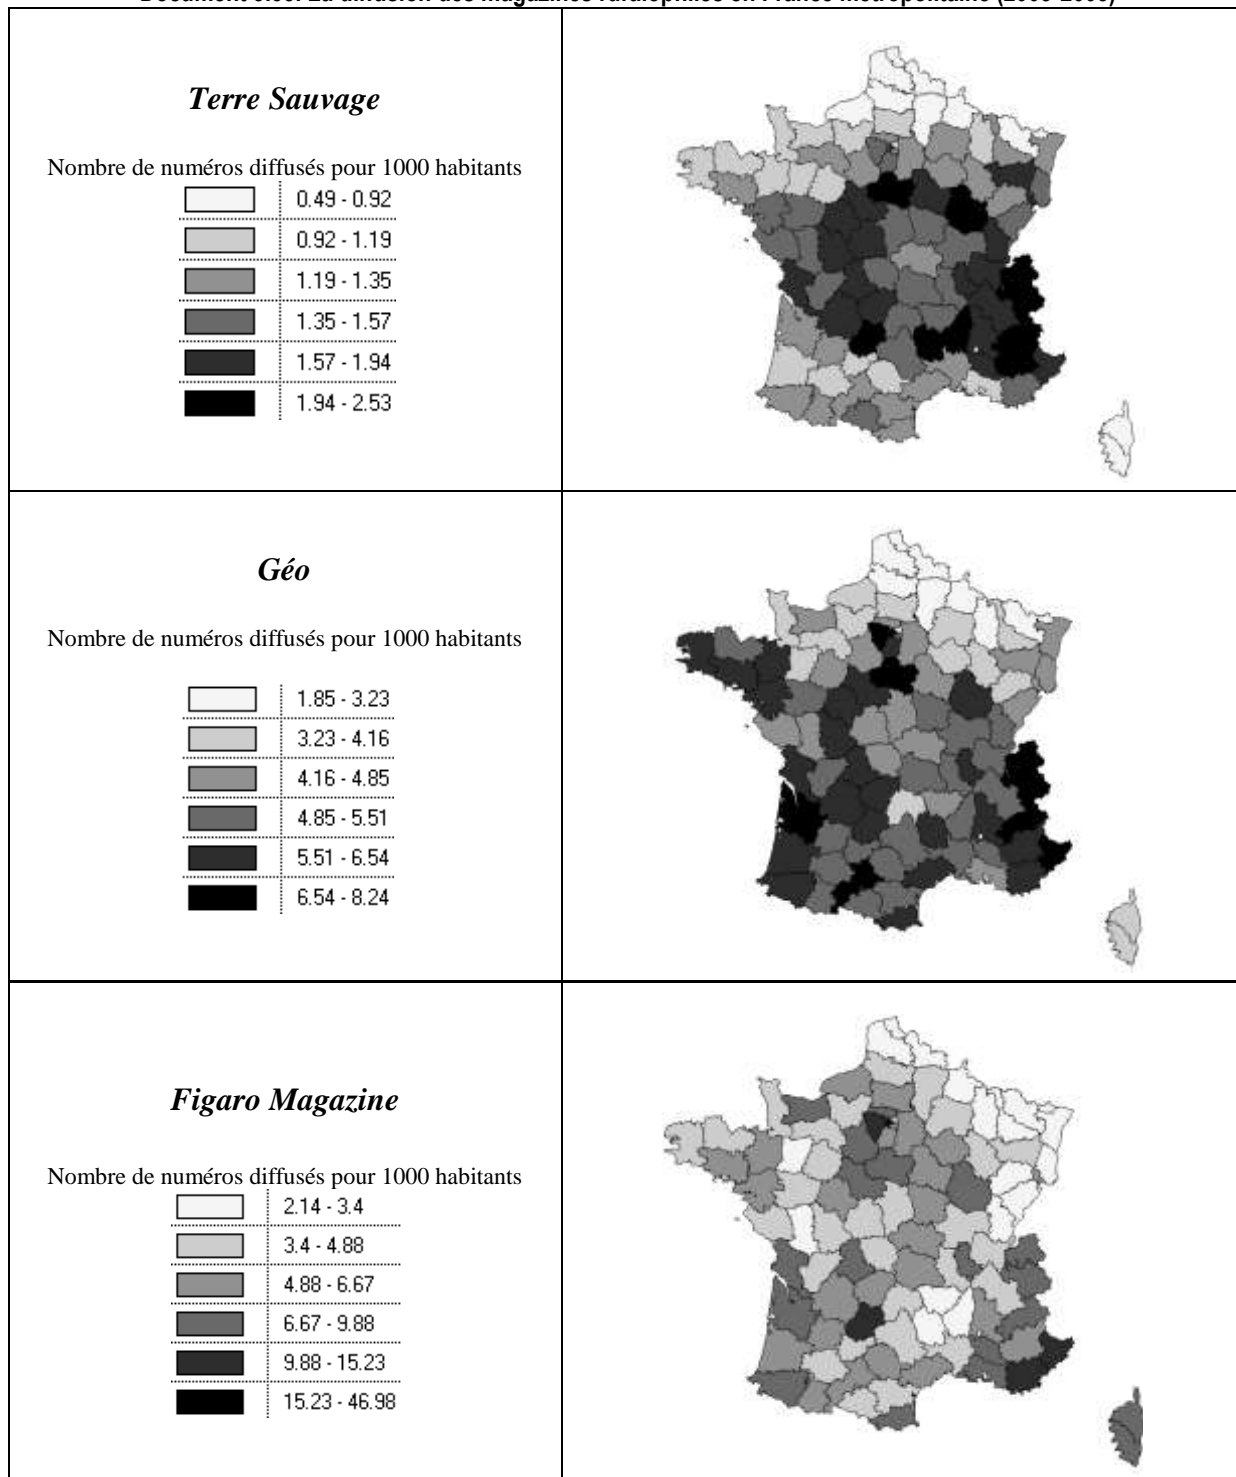 Terre Sauvage
Nombre de numéros diffusés pour 1000 habitants
0.49 - 0.92
0.92 - 1.19
1.19 - 1.35
1.35 - 1.57
1.57 - 1.94
1.94 - 2.53
Géo
Nombre de numéros diffusés pour 1000 habitants
1.85 - 3.23
3.23 - 4.16
4.16 - 4.85
4.85 - 5.51
5.51 - 6.54
6.54 - 8.24
Figaro Magazine
Nombre de numéros diffusés pour 1000 habitants
2.14 - 3.4
3.4 - 4.88
4.88 - 6.67
6.67 - 9.88
9.88 - 15.23
15.23 - 46.98